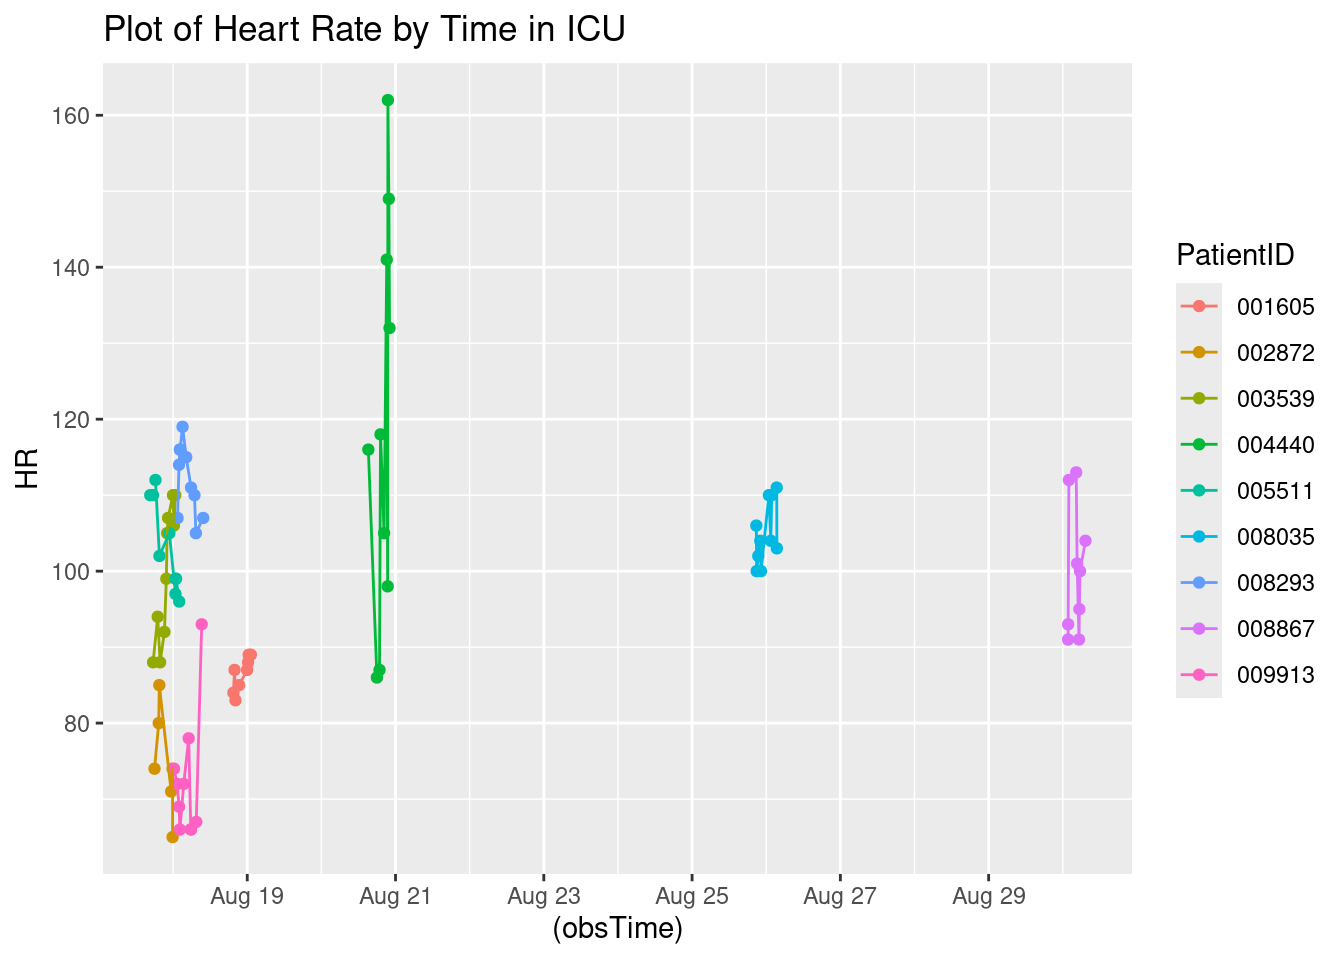 Plot of Heart Rate by Time in ICU
160
140
120
100
80
HR
Aug 19 Aug 21 Aug 23 Aug 25 Aug 27 Aug 29
(obsTime)
PatientID
001605
002872
003539
004440
005511
008035
008293
008867
009913